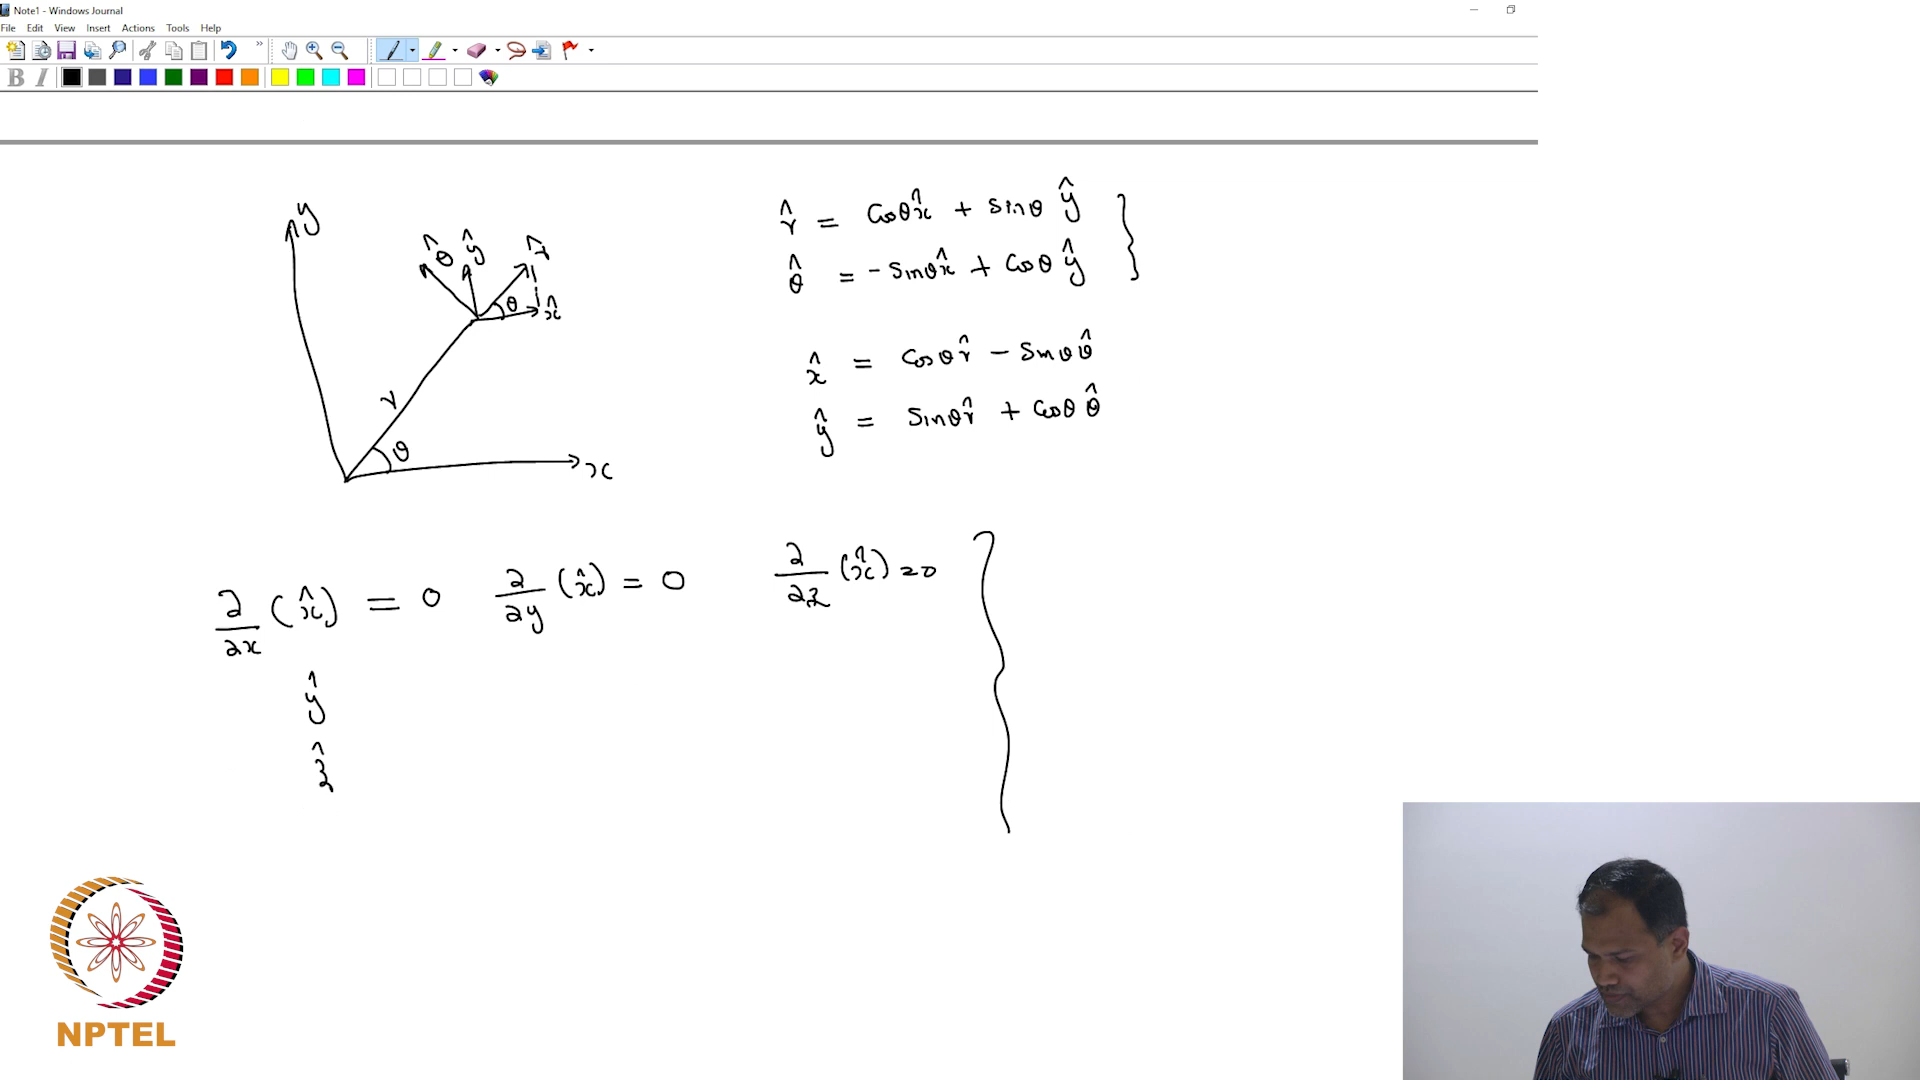 Note1 - Windows Journal
File Edit View Insert Actions Tools Help
»
B I
y
θ̂ ŷ r̂
θ x̂
r
θ
x
r̂ = cosθ x̂ + sinθ ŷ
θ̂ = - sinθ x̂ + cosθ ŷ
x̂ = cosθ r̂ - sinθ θ̂
ŷ = sinθ r̂ + cosθ θ̂
∂/∂x (x̂) = 0 ∂/∂y (x̂) = 0 ∂/∂z (x̂) = 0
ŷ
ẑ
NPTEL